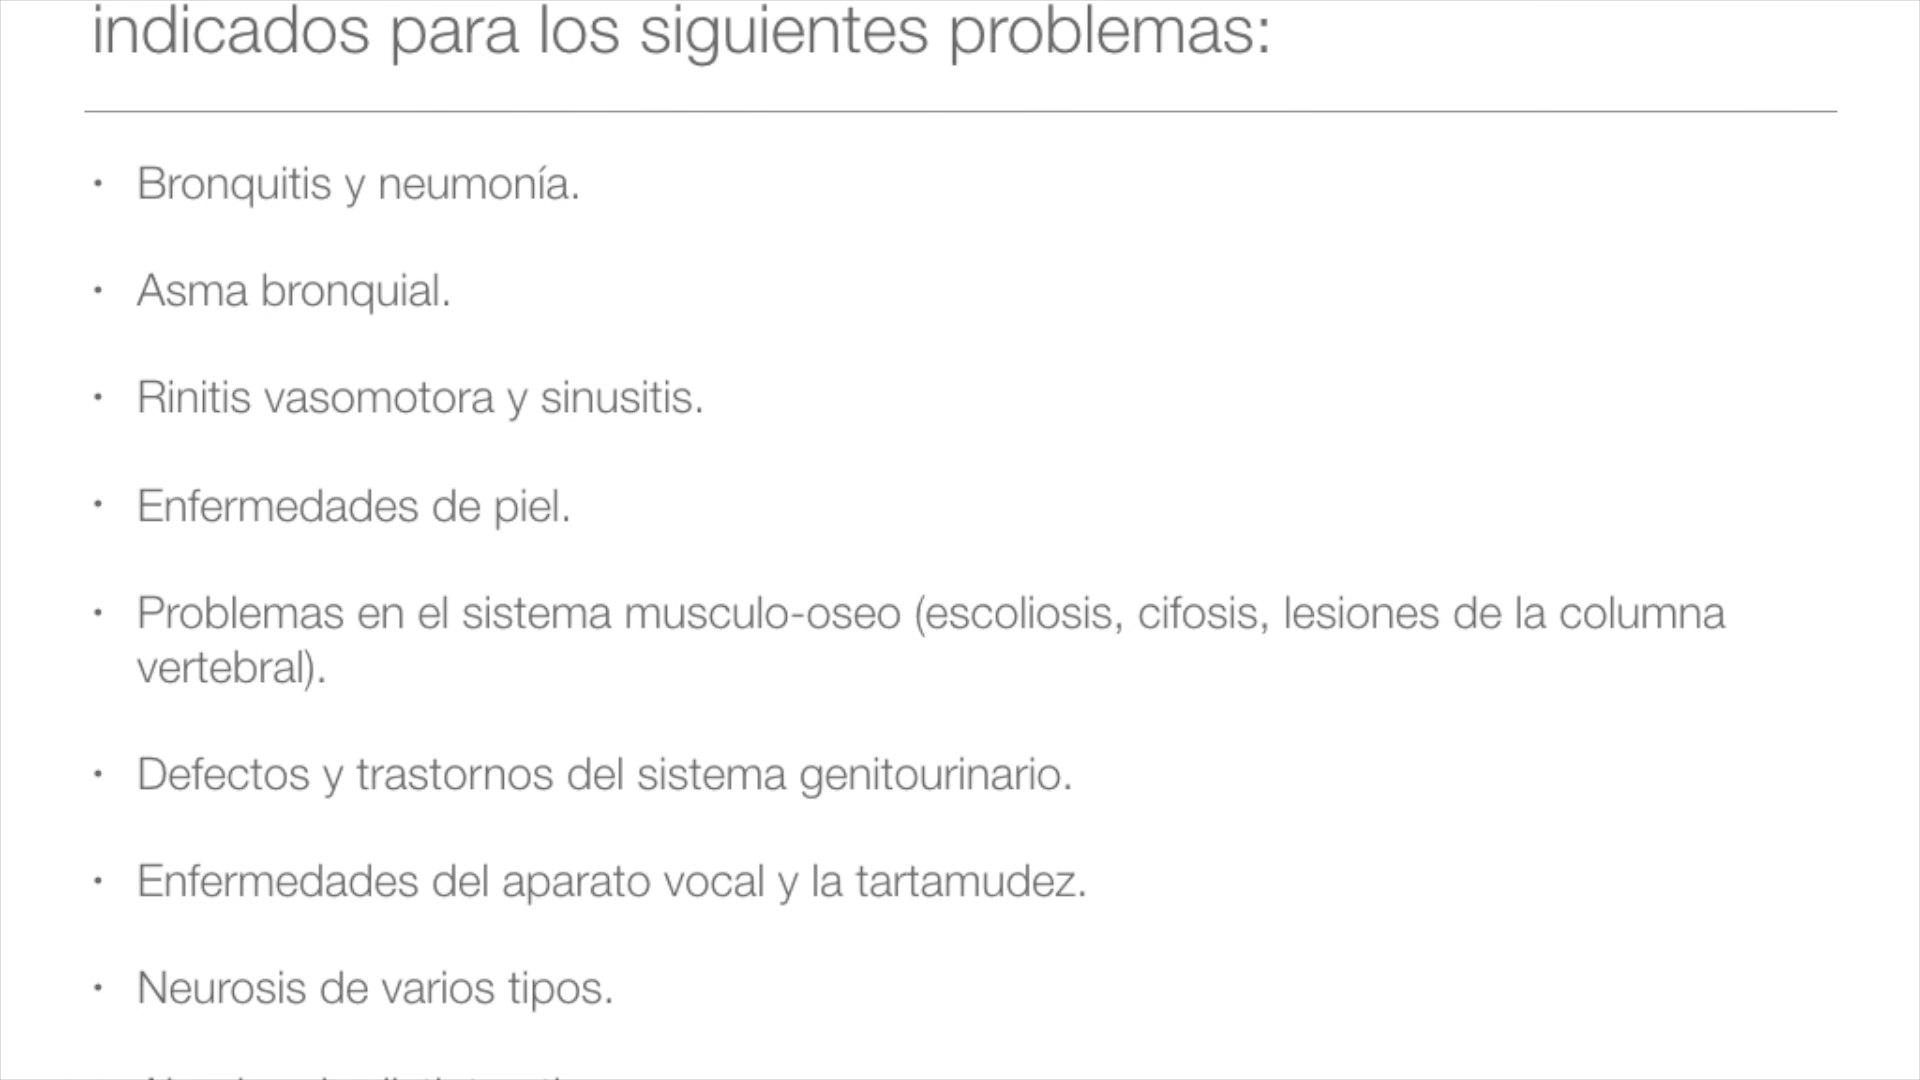 indicados para los siguientes problemas:
• Bronquitis y neumonía.
• Asma bronquial.
• Rinitis vasomotora y sinusitis.
• Enfermedades de piel.
• Problemas en el sistema musculo-oseo (escoliosis, cifosis, lesiones de la columna
vertebral).
• Defectos y trastornos del sistema genitourinario.
• Enfermedades del aparato vocal y la tartamudez.
• Neurosis de varios tipos.